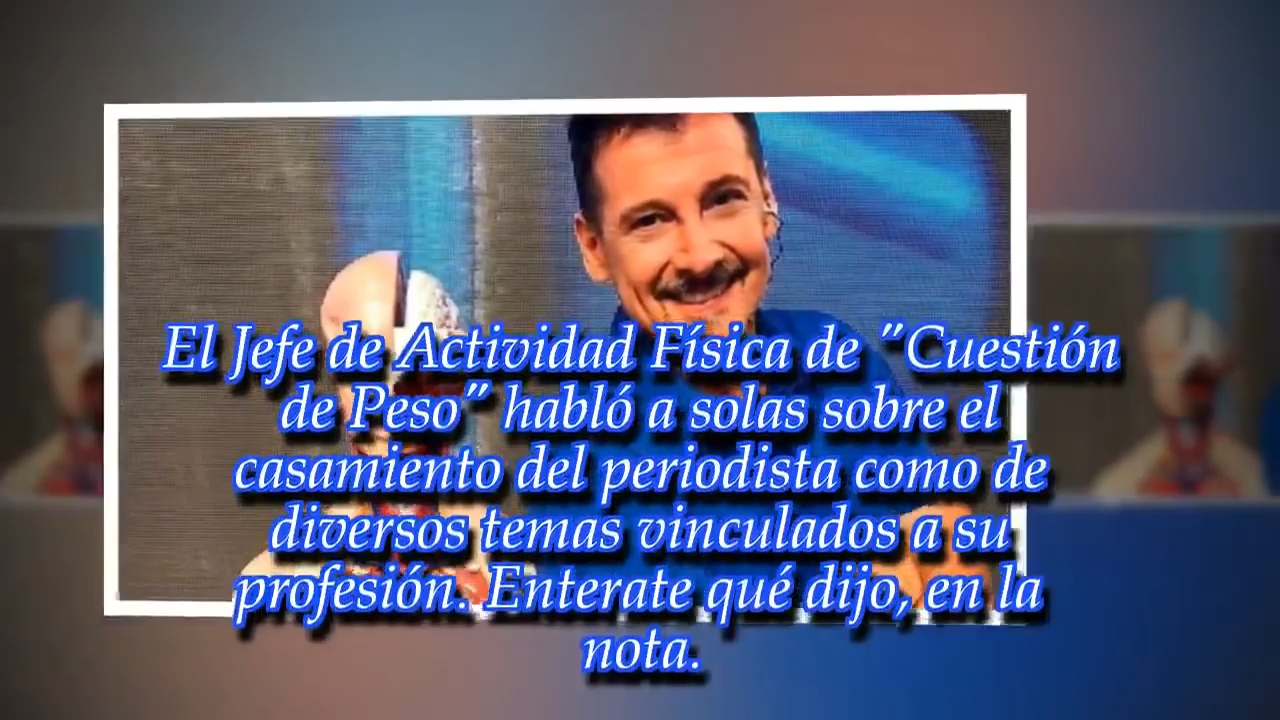 El Jefe de Actividad Física de "Cuestión
de Peso" habló a solas sobre el
casamiento del periodista como de
diversos temas vinculados a su
profesión. Enterate qué dijo, en la
nota.